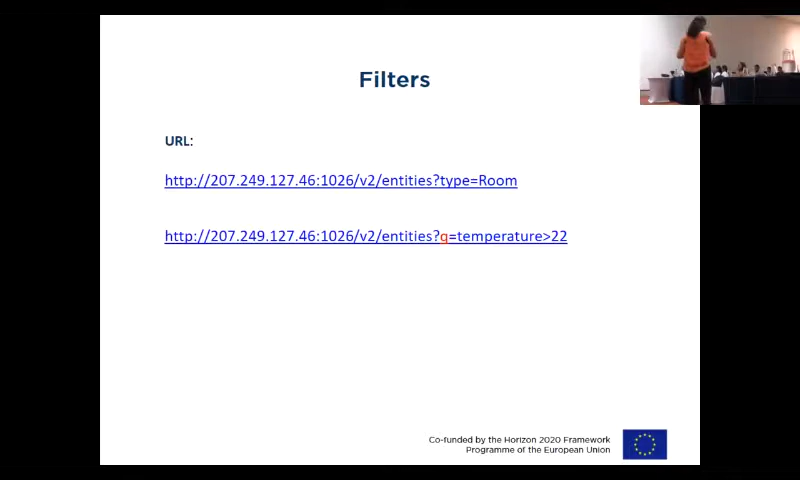 Filters
URL:
http://207.249.127.46:1026/v2/entities?type=Room
http://207.249.127.46:1026/v2/entities?q=temperature>22
Co-funded by the Horizon 2020 Framework
Programme of the European Union